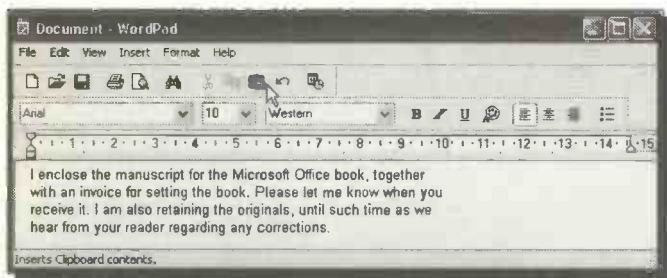 Document - WordPad
File Edit View Insert Format Help
Arial 10 Western B I U
1 2 3 4 5 6 7 8 9 10 11 12 13 14 15
I enclose the manuscript for the Microsoft Office book, together
with an invoice for setting the book. Please let me know when you
receive it. I am also retaining the originals, until such time as we
hear from your reader regarding any corrections.
Inserts Clipboard contents.